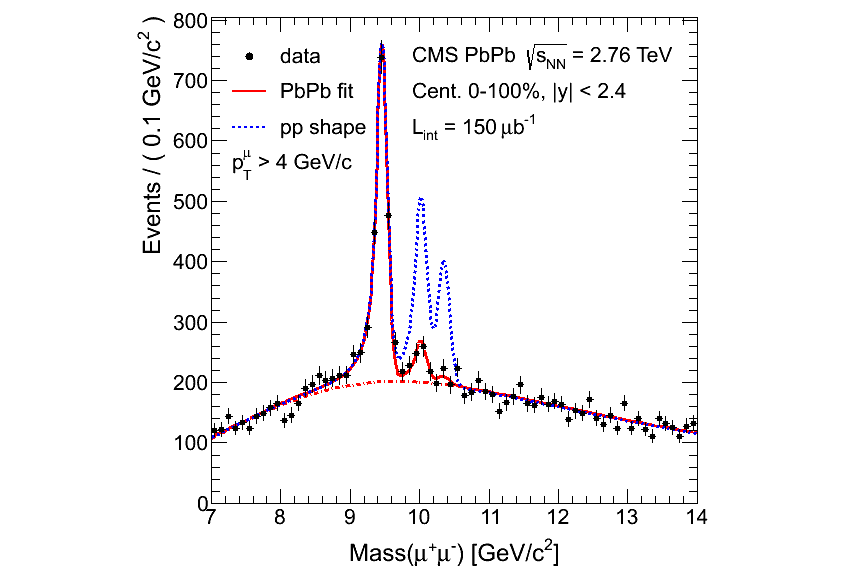 Events / ( 0.1 GeV/c² )
800
700
600
500
400
300
200
100
0
data
PbPb fit
pp shape
p_T^μ > 4 GeV/c
CMS PbPb √s_NN = 2.76 TeV
Cent. 0-100%, |y| < 2.4
L_int = 150 μb⁻¹
7 8 9 10 11 12 13 14
Mass(μ⁺μ⁻) [GeV/c²]